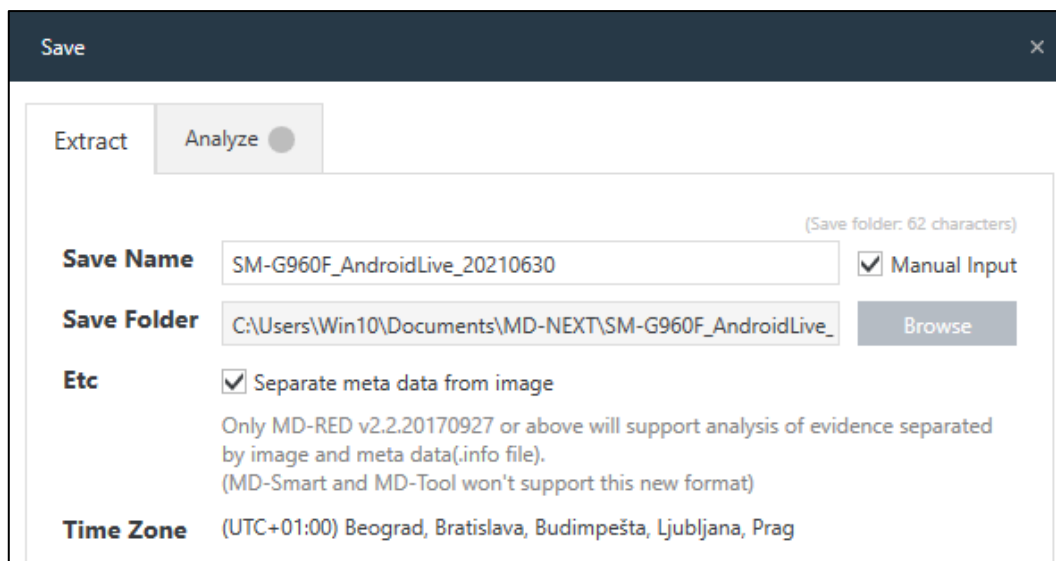 Save
Extract
Analyze
(Save folder: 62 characters)
Save Name SM-G960F_AndroidLive_20210630 Manual Input
Save Folder C:\Users\Win10\Documents\MD-NEXT\SM-G960F_AndroidLive_ Browse
Etc Separate meta data from image
Only MD-RED v2.2.20170927 or above will support analysis of evidence separated
by image and meta data(.info file).
(MD-Smart and MD-Tool won't support this new format)
Time Zone (UTC+01:00) Beograd, Bratislava, Budimpešta, Ljubljana, Prag